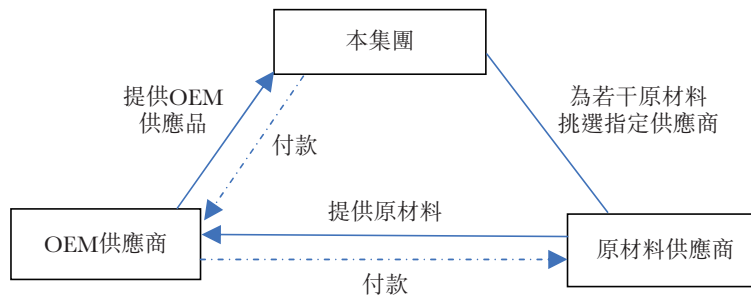 本集團
提供OEM
供應品
為若干原材料
挑選指定供應商
付款
提供原材料
OEM供應商
原材料供應商
付款